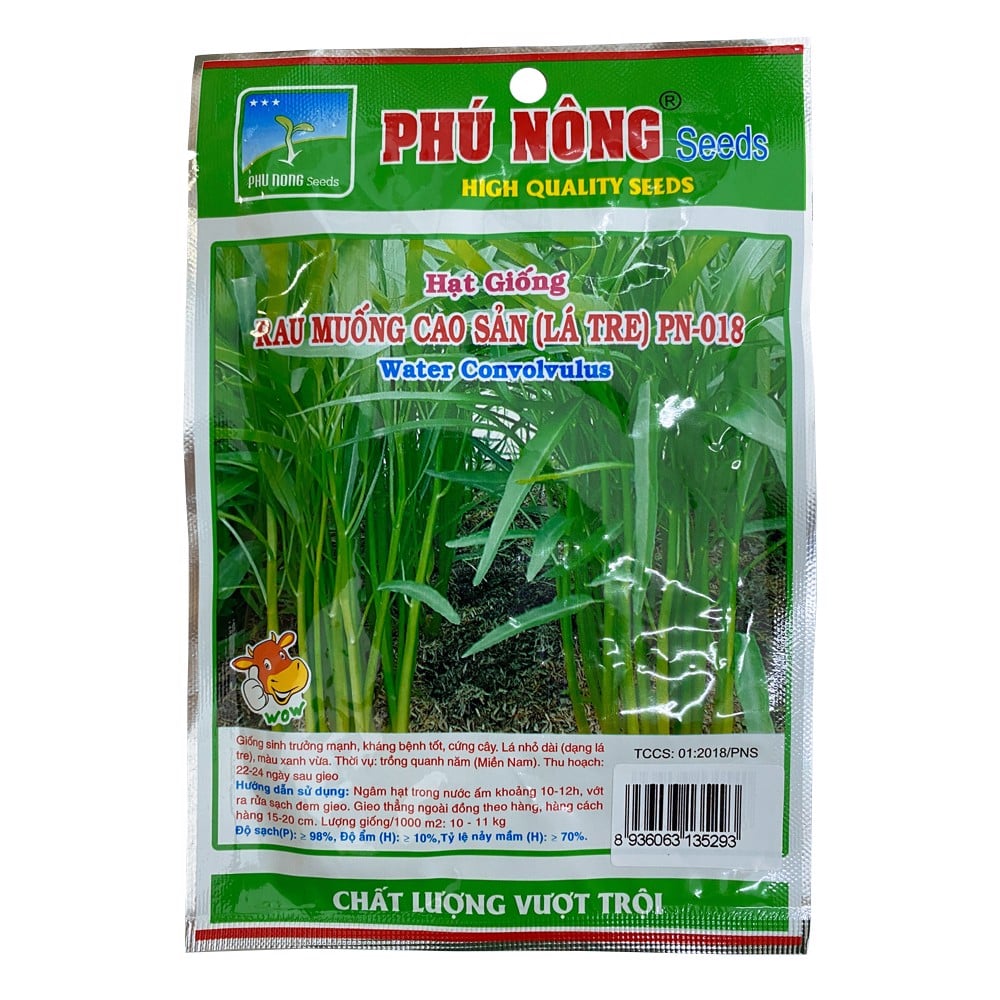 PHU NONG Seeds
PHÚ NÔNG® Seeds
HIGH QUALITY SEEDS
Hạt Giống
RAU MUỐNG CAO SẢN (LÁ TRE) PN-018
Water Convolvulus
WOW
Giống sinh trưởng mạnh, kháng bệnh tốt, cứng cây. Lá nhỏ dài (dạng lá
tre), màu xanh vừa. Thời vụ: trồng quanh năm (Miền Nam). Thu hoạch:
22-24 ngày sau gieo
Hướng dẫn sử dụng: Ngâm hạt trong nước ấm khoảng 10-12h, vớt
ra rửa sạch đem gieo. Gieo thẳng ngoài đồng theo hàng, hàng cách
hàng 15-20 cm. Lượng giống/1000 m2: 10 - 11 kg
Độ sạch(P): ≥ 98%, Độ ẩm (H): ≥ 10%,Tỷ lệ nảy mầm (H): ≥ 70%.
TCCS: 01:2018/PNS
8 936063 135293
CHẤT LƯỢNG VƯỢT TRỘI